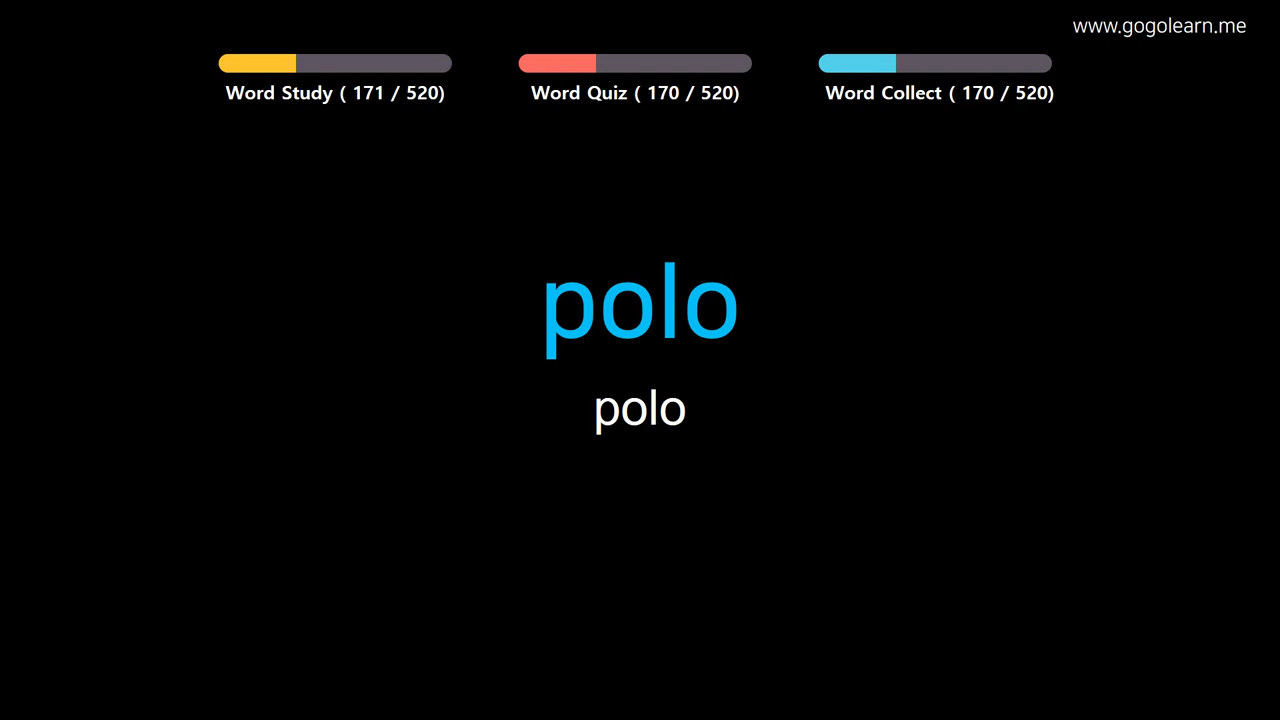 www.gogolearn.me
Word Study ( 171 / 520)
Word Quiz ( 170 / 520)
Word Collect ( 170 / 520)
polo
polo